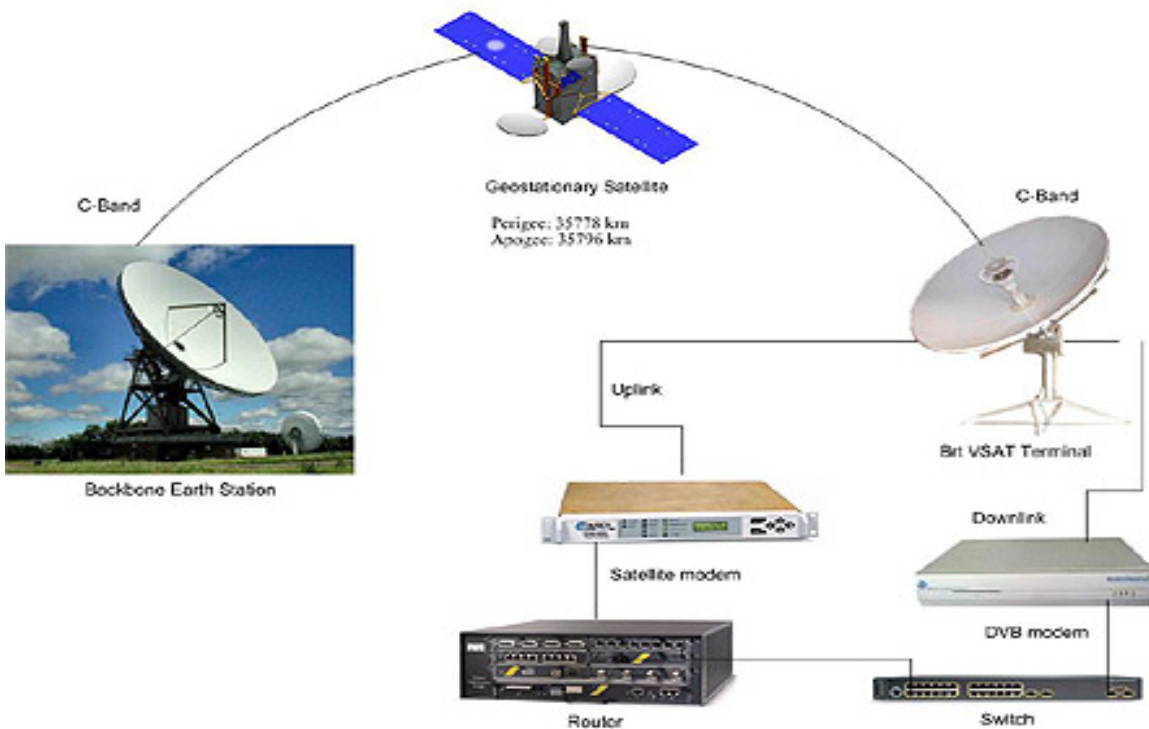 Geostationary Satellite
Perigee: 35778 km
Apogee: 35796 km
C-Band
C-Band
Backbone Earth Station
Uplink
8rt VSAT Terminal
Downlink
Satellite modem
DVB modem
Router
Switch